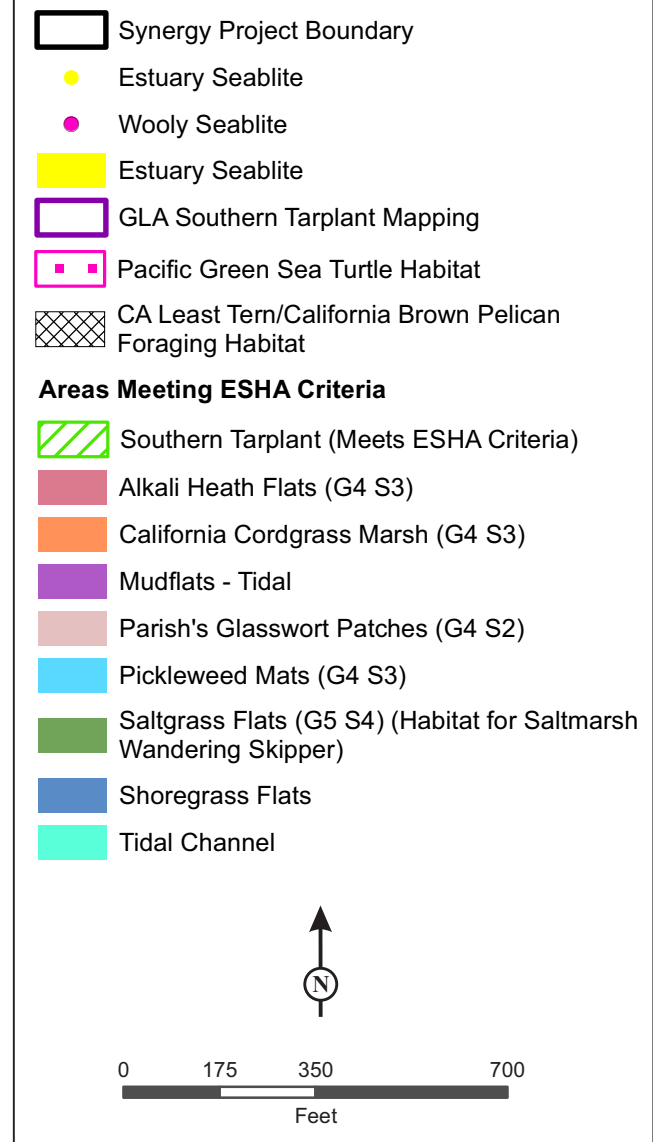 Synergy Project Boundary
Estuary Seablite
Wooly Seablite
Estuary Seablite
GLA Southern Tarplant Mapping
Pacific Green Sea Turtle Habitat
CA Least Tern/California Brown Pelican
Foraging Habitat
Areas Meeting ESHA Criteria
Southern Tarplant (Meets ESHA Criteria)
Alkali Heath Flats (G4 S3)
California Cordgrass Marsh (G4 S3)
Mudflats - Tidal
Parish's Glasswort Patches (G4 S2)
Pickleweed Mats (G4 S3)
Saltgrass Flats (G5 S4) (Habitat for Saltmarsh
Wandering Skipper)
Shoregrass Flats
Tidal Channel
N
0 175 350 700
Feet